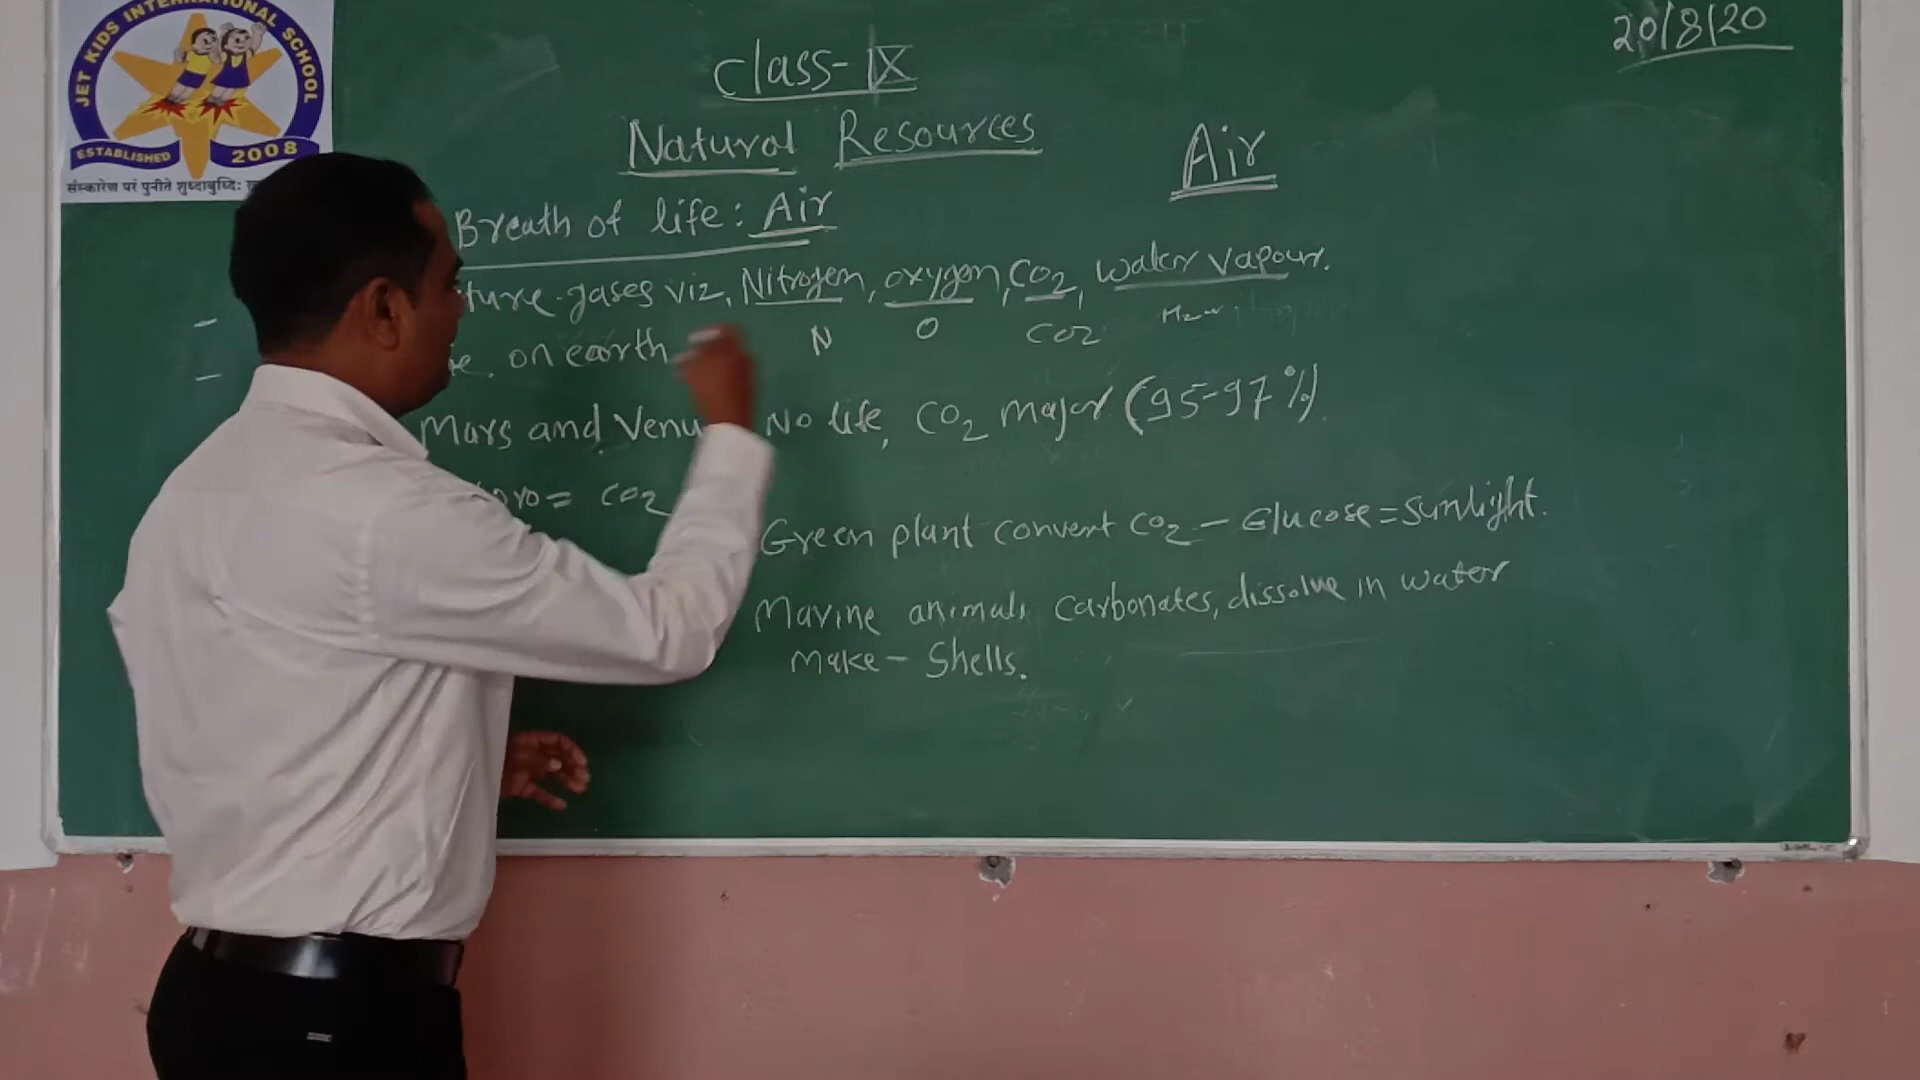 JET KIDS INTERNATIONAL SCHOOL
ESTABLISHED 2008
संस्कारेण परं पुनीते शुध्दाबुध्दिः
20/8/20
Class-IX
Natural Resources
Air
Breath of life: Air
gases viz, Nitrogen, oxygen, CO2, water vapour.
N O CO2
on earth
Mars and Venu No life, CO2 major (95-97%)
= CO2
Green plant convert CO2 - Glucose = sunlight.
Marine animals carbonates, dissolve in water
Make - Shells.